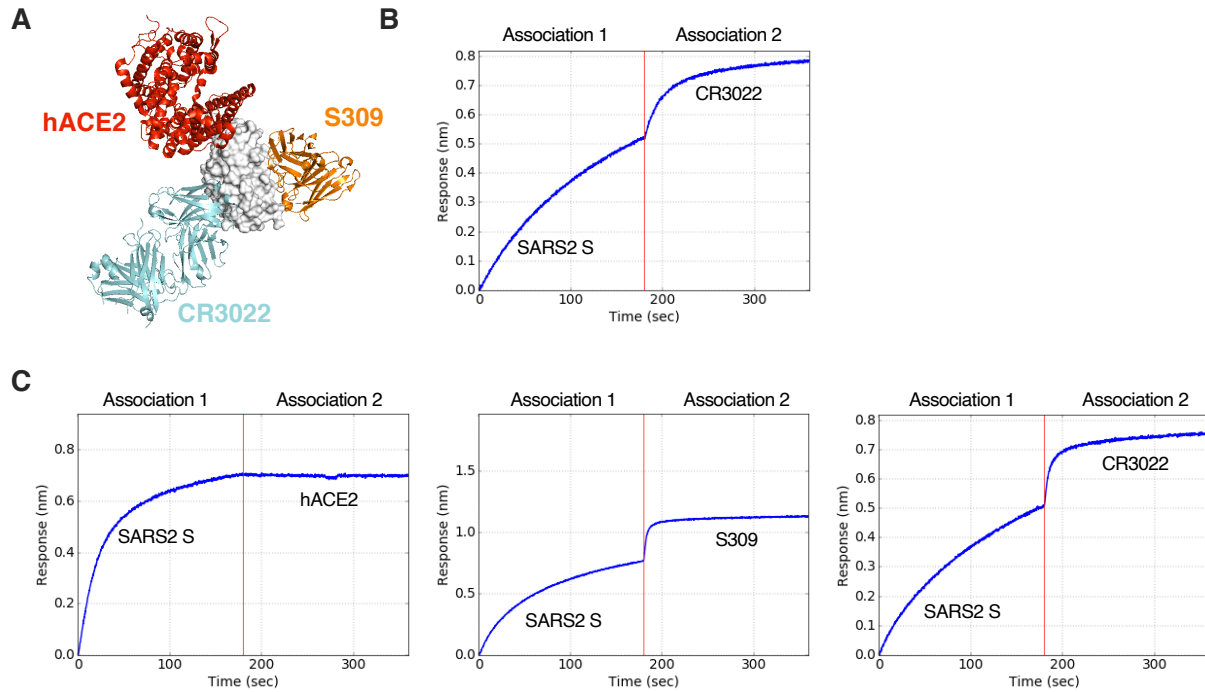 A
hACE2
S309
CR3022
B
Association 1 Association 2
0.8
0.7
0.6
0.5
0.4
0.3
0.2
0.1
0.0
Response (nm)
CR3022
SARS2 S
0 100 200 300
Time (sec)
C
Association 1 Association 2
0.8
0.6
0.4
0.2
0.0
Response (nm)
hACE2
SARS2 S
0 100 200 300
Time (sec)
Association 1 Association 2
1.5
1.0
0.5
0.0
Response (nm)
S309
SARS2 S
0 100 200 300
Time (sec)
Association 1 Association 2
0.8
0.7
0.6
0.5
0.4
0.3
0.2
0.1
0.0
Response (nm)
CR3022
SARS2 S
0 100 200 300
Time (sec)